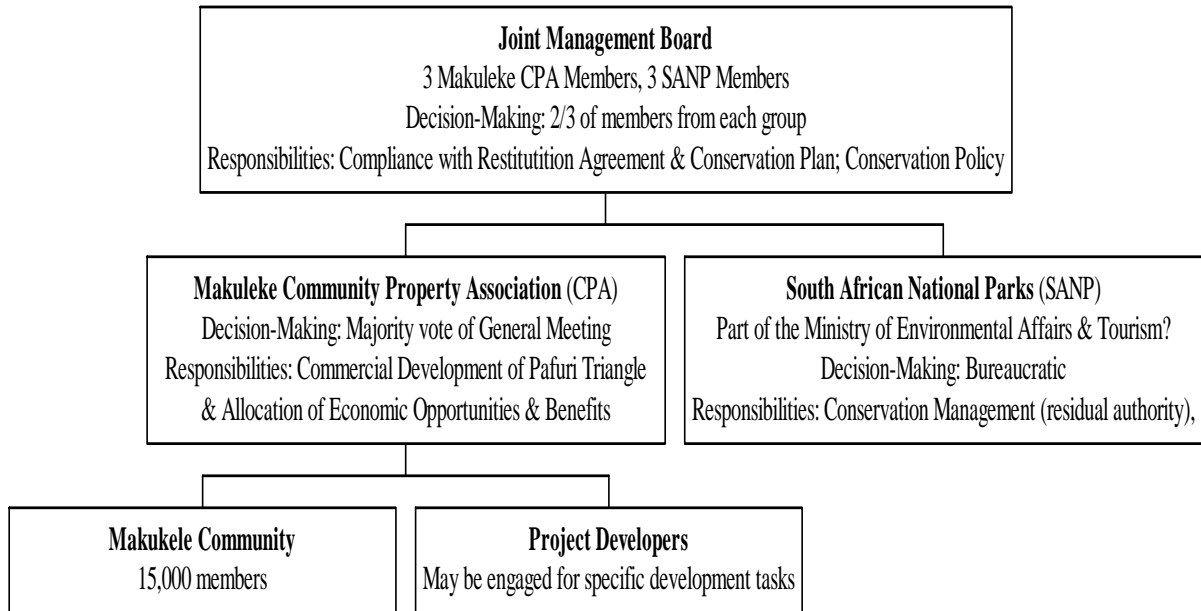 Joint Management Board
3 Makuleke CPA Members, 3 SANP Members
Decision-Making: 2/3 of members from each group
Responsibilities: Compliance with Restitutition Agreement & Conservation Plan; Conservation Policy
Makuleke Community Property Association (CPA)
Decision-Making: Majority vote of General Meeting
Responsibilities: Commercial Development of Pafuri Triangle
& Allocation of Economic Opportunities & Benefits
South African National Parks (SANP)
Part of the Ministry of Environmental Affairs & Tourism?
Decision-Making: Bureaucratic
Responsibilities: Conservation Management (residual authority),
Makukele Community
15,000 members
Project Developers
May be engaged for specific development tasks